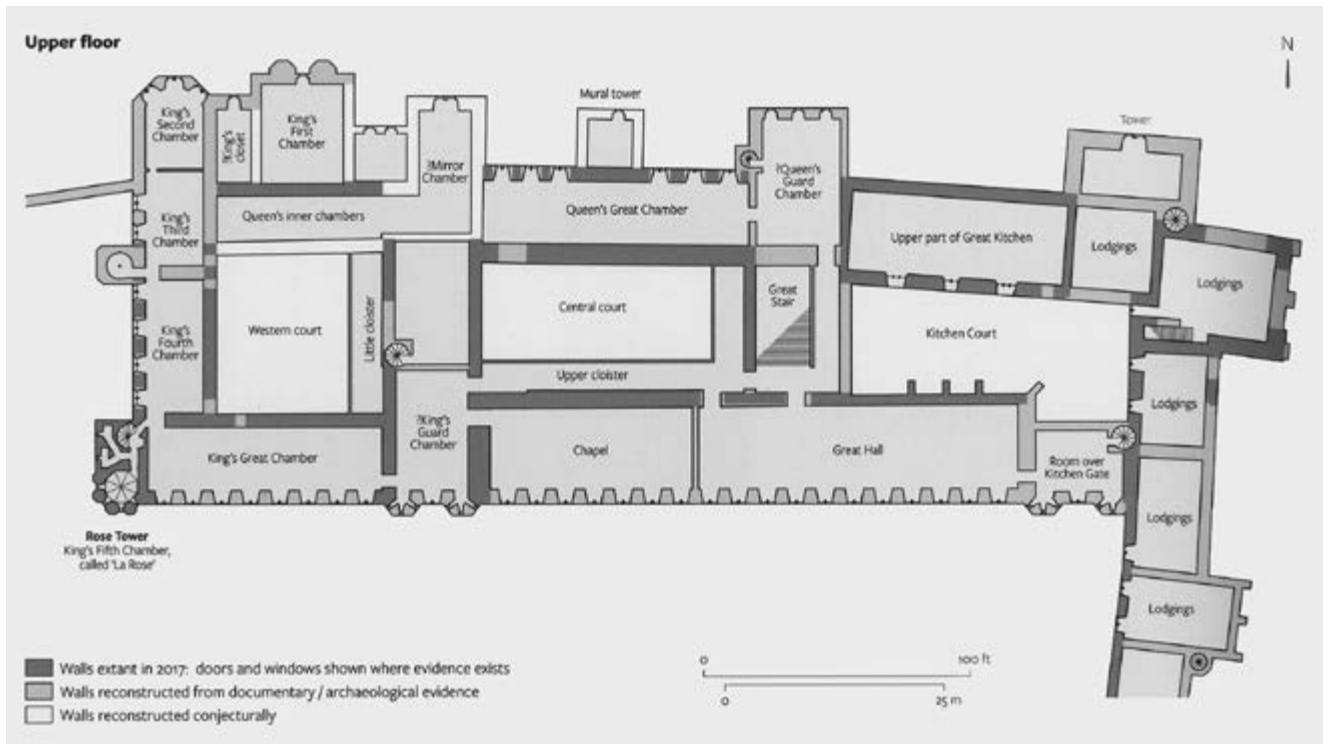 Upper floor
N
King's
Second
Chamber
?King's
closet
King's
First
Chamber
?Mirror
Chamber
Mural tower
?Queen's
Guard
Chamber
Tower
King's
Third
Chamber
Queen's inner chambers
Queen's Great Chamber
Upper part of Great Kitchen
Lodgings
Lodgings
King's
Fourth
Chamber
Western court
Little cloister
Central court
Great
Stair
Kitchen Court
Upper cloister
Lodgings
King's Great Chamber
?King's
Guard
Chamber
Chapel
Great Hall
Room over
Kitchen Gate
Lodgings
Rose Tower
King's Fifth Chamber,
called 'La Rose'
Lodgings
Walls extant in 2017: doors and windows shown where evidence exists
Walls reconstructed from documentary / archaeological evidence
Walls reconstructed conjecturally
0 100 ft
0 25 m